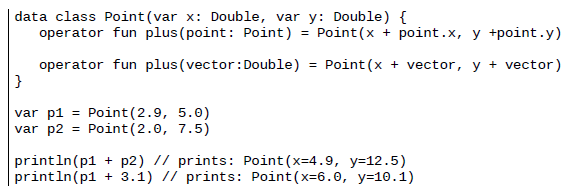 data class Point(var x: Double, var y: Double) {
   operator fun plus(point: Point) = Point(x + point.x, y +point.y)

   operator fun plus(vector:Double) = Point(x + vector, y + vector)
}

var p1 = Point(2.9, 5.0)
var p2 = Point(2.0, 7.5)

println(p1 + p2) // prints: Point(x=4.9, y=12.5)
println(p1 + 3.1) // prints: Point(x=6.0, y=10.1)